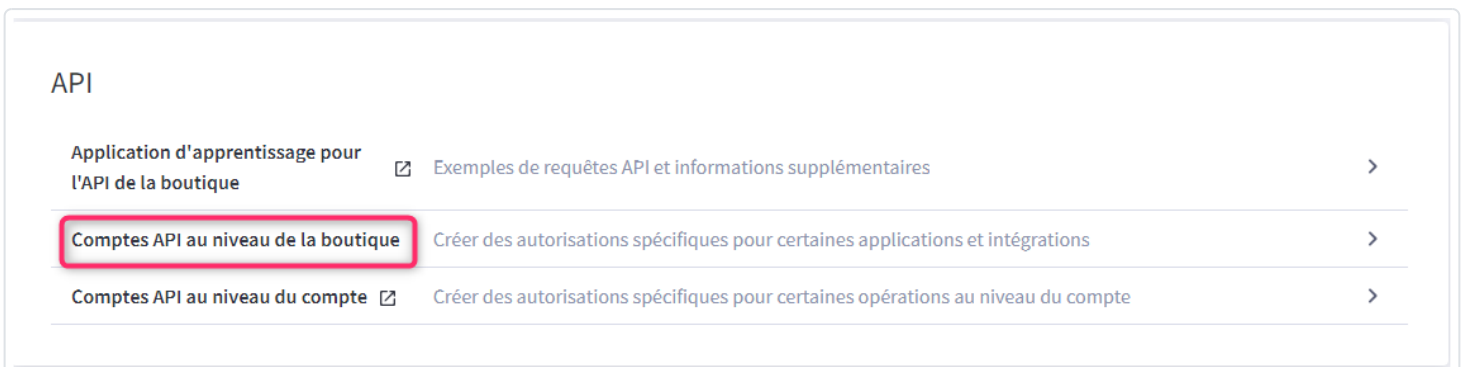 API
Application d'apprentissage pour
l'API de la boutique
Exemples de requêtes API et informations supplémentaires
Comptes API au niveau de la boutique
Créer des autorisations spécifiques pour certaines applications et intégrations
Comptes API au niveau du compte
Créer des autorisations spécifiques pour certaines opérations au niveau du compte